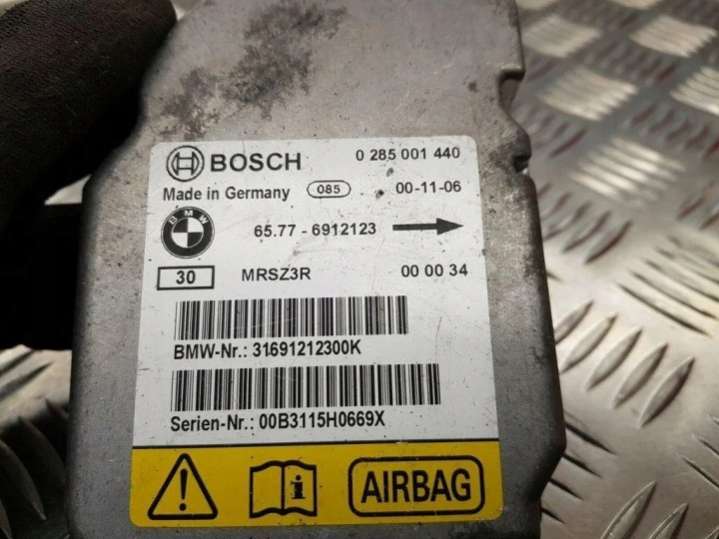 BOSCH 0 285 001 440
Made in Germany 085 00-11-06
BMW 65.77 - 6912123
30 MRSZ3R 00 00 34
BMW-Nr.: 31691212300K
Serien-Nr.: 00B3115H0669X
AIRBAG